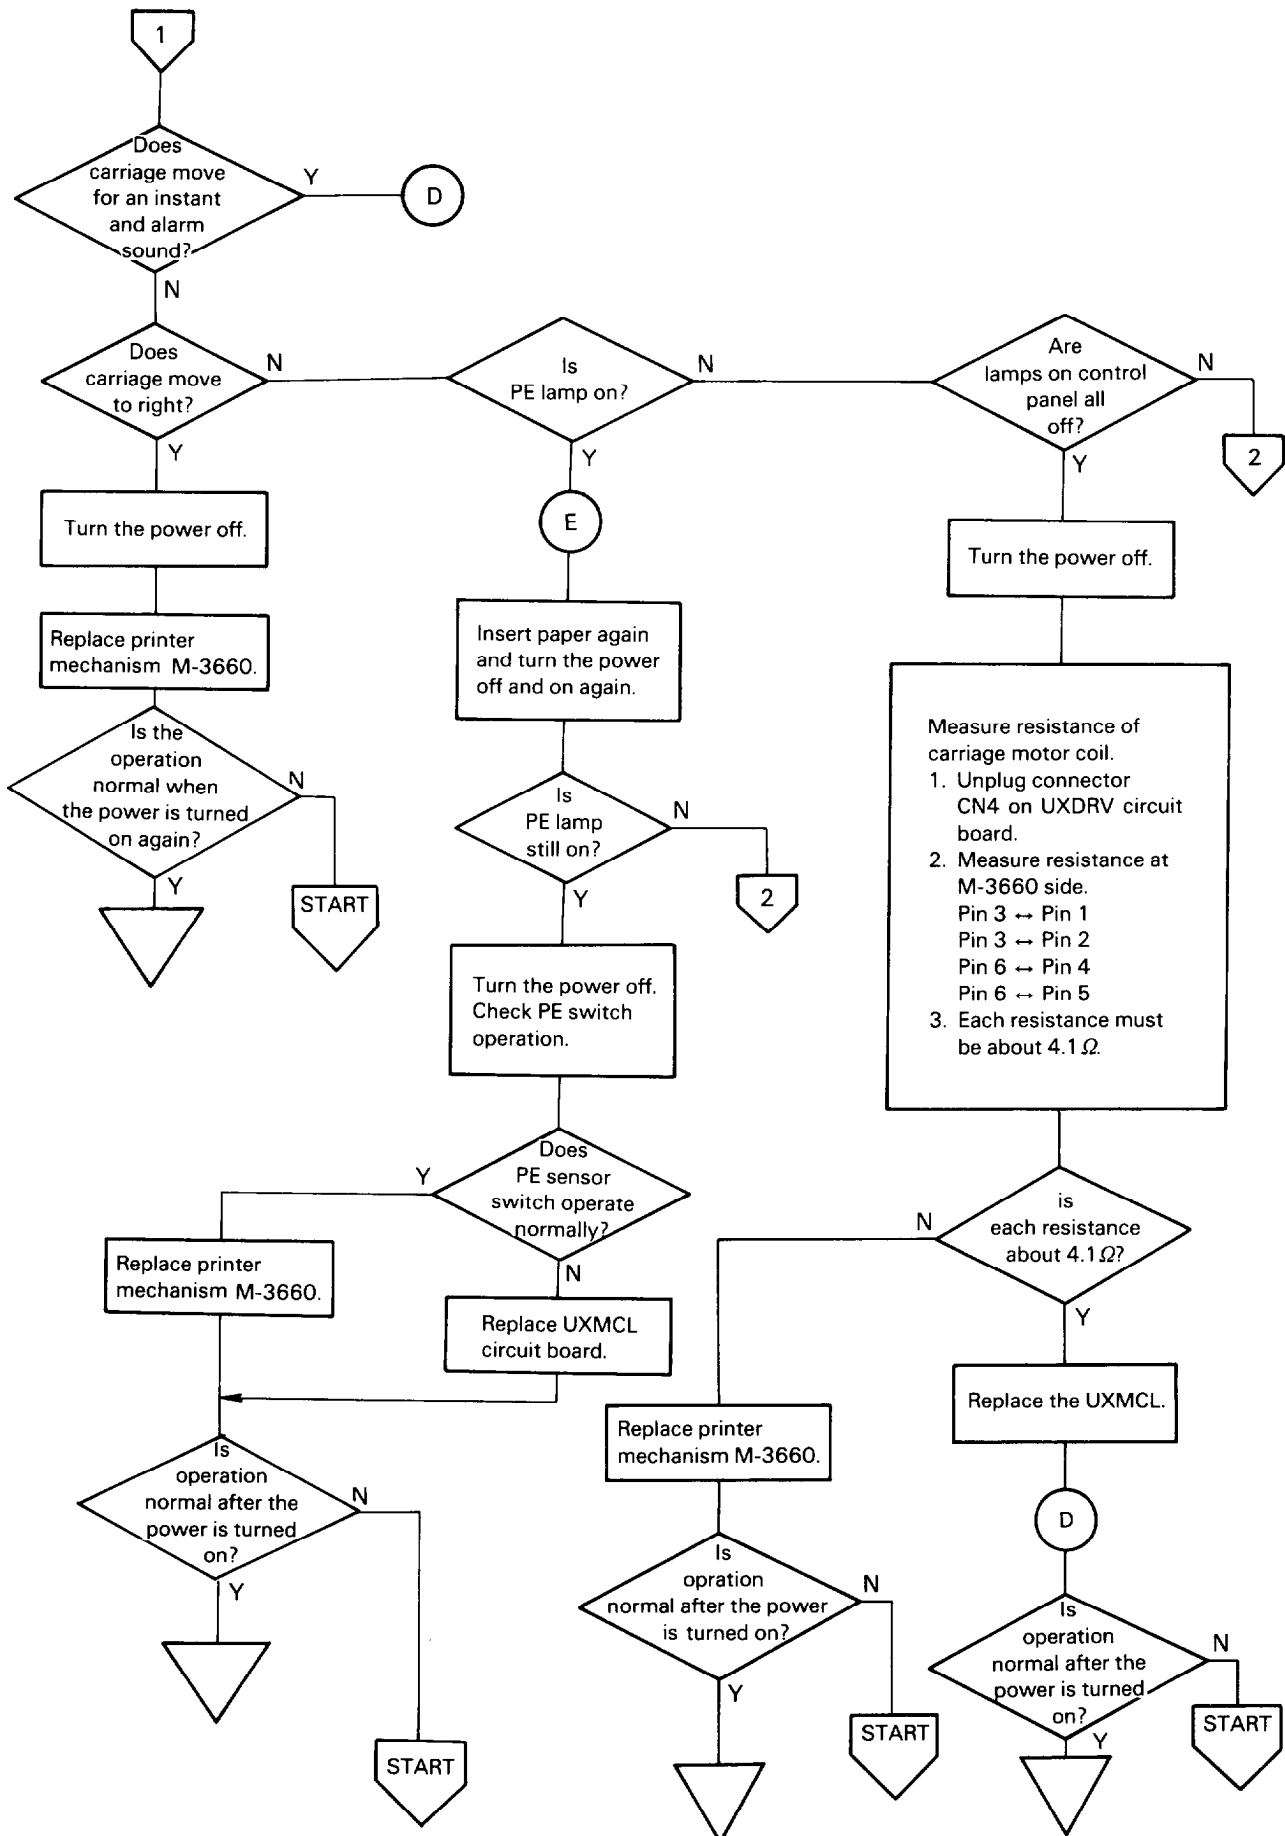 1
Does
carriage move
for an instant
and alarm
sound?
Y
D
N
Does
carriage move
to right?
N
Y
Turn the power off.
Replace printer
mechanism M-3660.
Is the
operation
normal when
the power is turned
on again?
N
Y
START
Is
PE lamp on?
N
Y
E
Insert paper again
and turn the power
off and on again.
Is
PE lamp
still on?
N
2
Y
Turn the power off.
Check PE switch
operation.
Does
PE sensor
switch operate
normally?
Y
N
Replace printer
mechanism M-3660.
Replace UXMCL
circuit board.
Is
operation
normal after the
power is turned
on?
N
Y
START
Are
lamps on control
panel all
off?
N
2
Y
Turn the power off.
Measure resistance of
carriage motor coil.
1. Unplug connector
CN4 on UXDRV circuit
board.
2. Measure resistance at
M-3660 side.
Pin 3 ↔ Pin 1
Pin 3 ↔ Pin 2
Pin 6 ↔ Pin 4
Pin 6 ↔ Pin 5
3. Each resistance must
be about 4.1 Ω.
is
each resistance
about 4.1 Ω?
N
Y
Replace printer
mechanism M-3660.
Is
opration
normal after the power
is turned on?
N
Y
START
Replace the UXMCL.
D
Is
operation
normal after the
power is turned
on?
N
Y
START